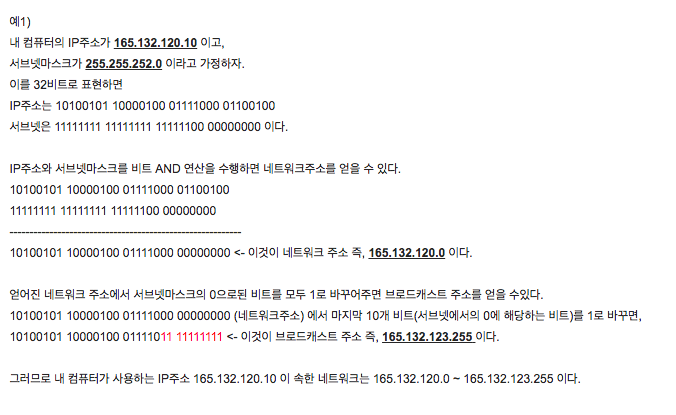 예1)
내 컴퓨터의 IP주소가 165.132.120.10 이고,
서브넷마스크가 255.255.252.0 이라고 가정하자.
이를 32비트로 표현하면
IP주소는 10100101 10000100 01111000 01100100
서브넷은 11111111 11111111 11111100 00000000 이다.
IP주소와 서브넷마스크를 비트 AND 연산을 수행하면 네트워크주소를 얻을 수 있다.
10100101 10000100 01111000 01100100
11111111 11111111 11111100 00000000
----------------------------------------------------------
10100101 10000100 01111000 00000000 <- 이것이 네트워크 주소 즉, 165.132.120.0 이다.
얻어진 네트워크 주소에서 서브넷마스크의 0으로된 비트를 모두 1로 바꾸어주면 브로드캐스트 주소를 얻을 수있다.
10100101 10000100 01111000 00000000 (네트워크주소) 에서 마지막 10개 비트(서브넷에서의 0에 해당하는 비트)를 1로 바꾸면,
10100101 10000100 01111011 11111111 <- 이것이 브로드캐스트 주소 즉, 165.132.123.255 이다.
그러므로 내 컴퓨터가 사용하는 IP주소 165.132.120.10 이 속한 네트워크는 165.132.120.0 ~ 165.132.123.255 이다.